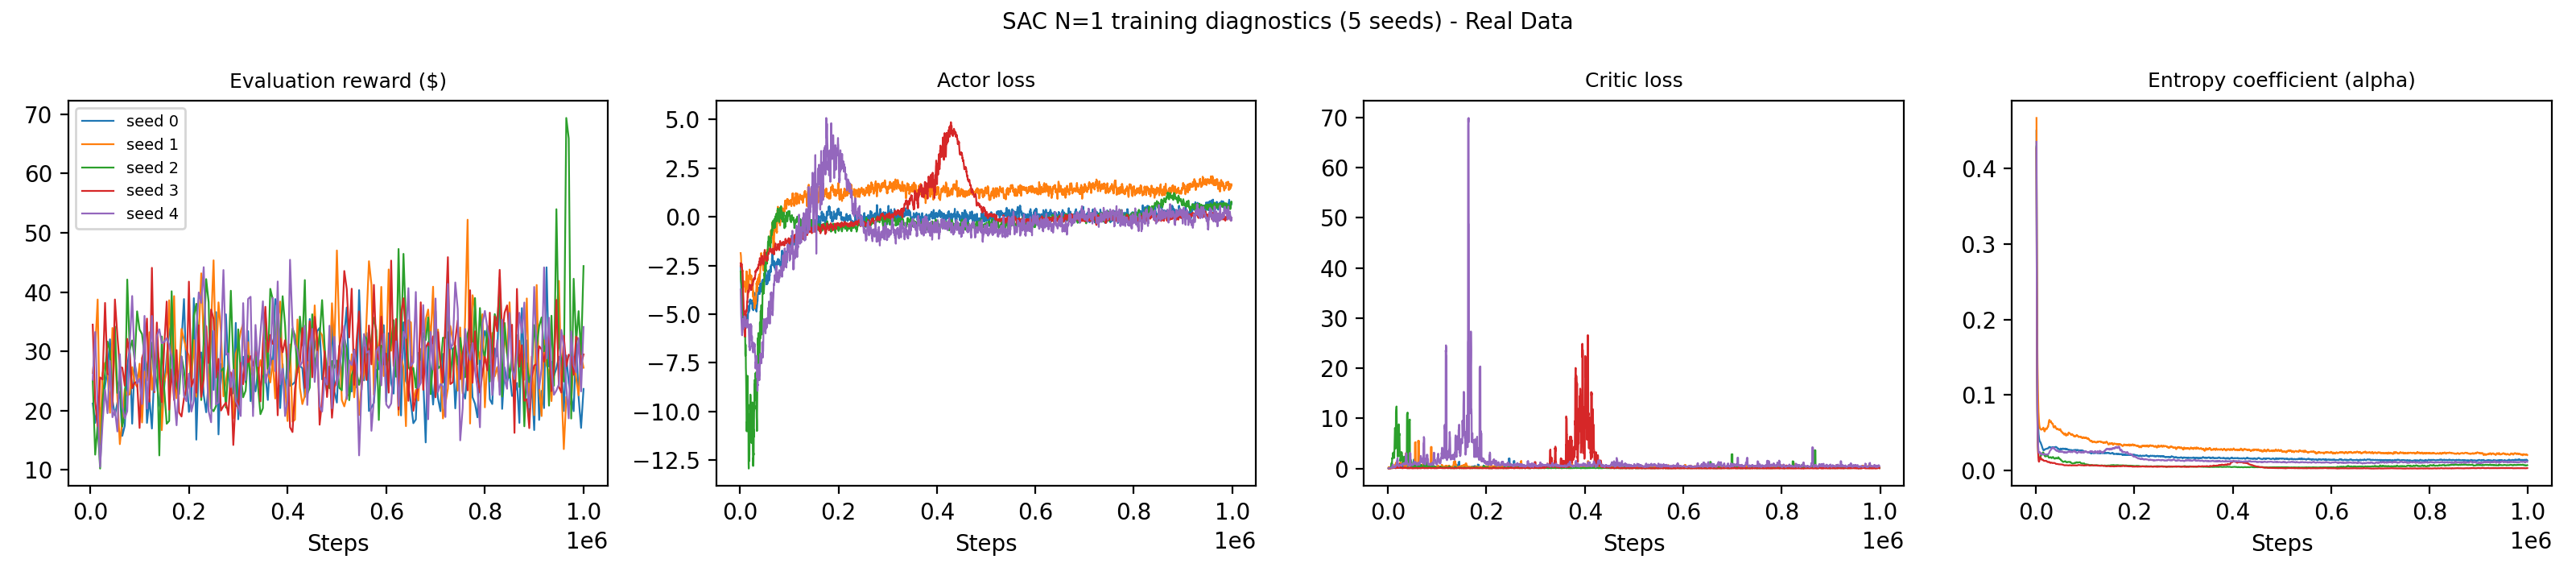 SAC N=1 training diagnostics (5 seeds) - Real Data
Evaluation reward ($)
70
60
50
40
30
20
10
seed 0
seed 1
seed 2
seed 3
seed 4
0.0 0.2 0.4 0.6 0.8 1.0
1e6
Steps
Actor loss
5.0
2.5
0.0
−2.5
−5.0
−7.5
−10.0
−12.5
0.0 0.2 0.4 0.6 0.8 1.0
1e6
Steps
Critic loss
70
60
50
40
30
20
10
0
0.0 0.2 0.4 0.6 0.8 1.0
1e6
Steps
Entropy coefficient (alpha)
0.4
0.3
0.2
0.1
0.0
0.0 0.2 0.4 0.6 0.8 1.0
1e6
Steps